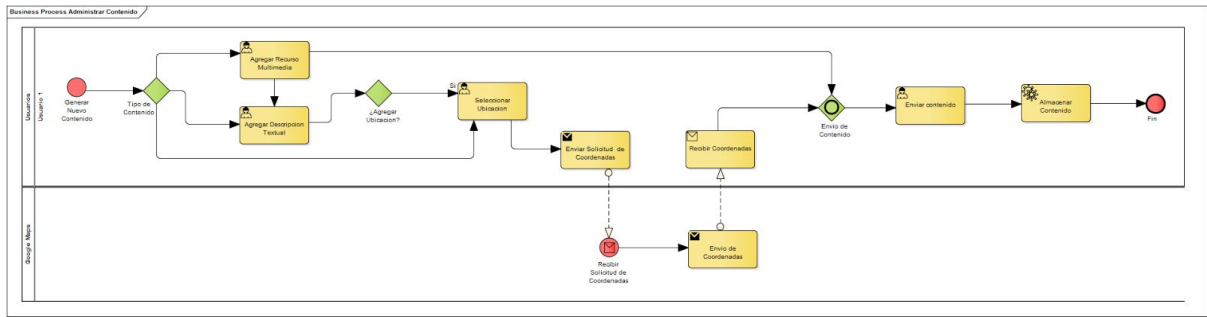 Business Process Administrar Contenido
Usuarios
Usuario 1
Generar
Nuevo
Contenido
Tipo de
Contenido
Agregar Recurso
Multimedia
Agregar Descripcion
Textual
¿Agregar
Ubicacion?
Si
Seleccionar
Ubicacion
Enviar Solicitud de
Coordenadas
Recibir Coordenadas
Envio de
Contenido
Enviar contenido
Almacenar
Contenido
Fin
Google Maps
Recibir
Solicitud de
Coordenadas
Envio de
Coordenadas